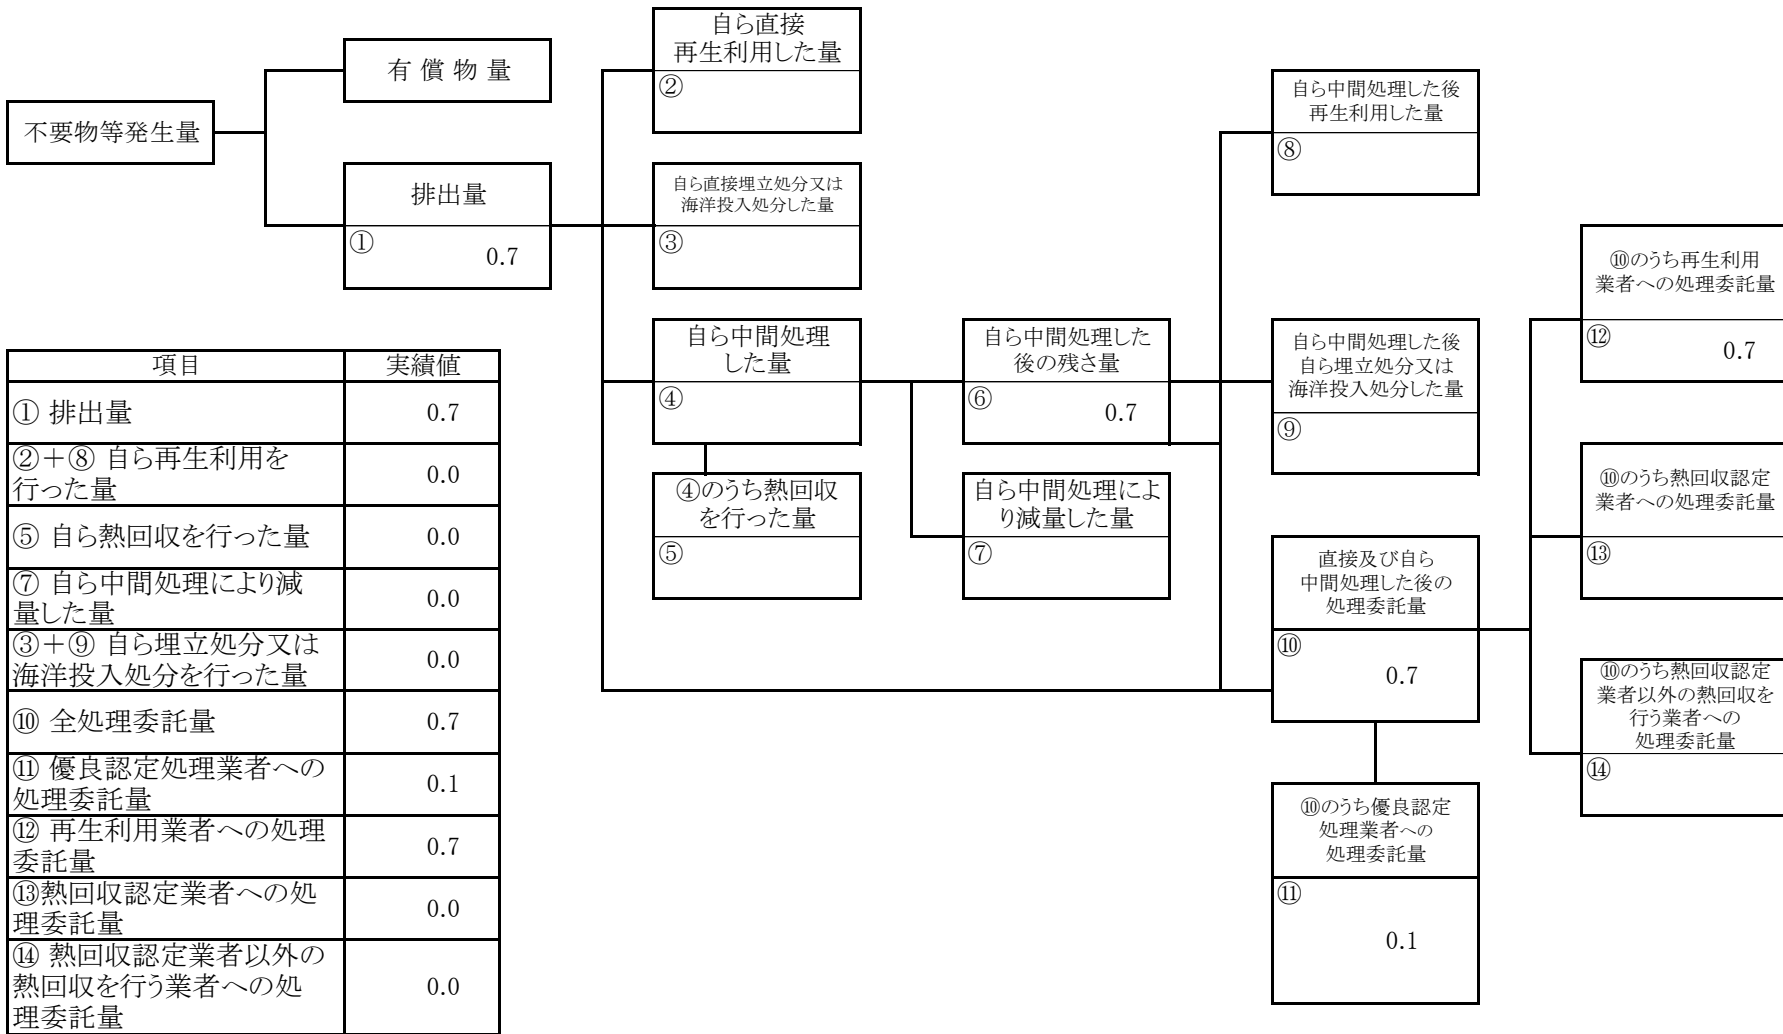 不要物等発生量
有償物量
排出量
①
0.7
自ら直接
再生利用した量
②
自ら直接埋立処分又は
海洋投入処分した量
③
自ら中間処理
した量
④
④のうち熱回収
を行った量
⑤
自ら中間処理した
後の残さ量
⑥
0.7
自ら中間処理によ
り減量した量
⑦
自ら中間処理した後
再生利用した量
⑧
自ら中間処理した後
自ら埋立処分又は
海洋投入処分した量
⑨
直接及び自ら
中間処理した後の
処理委託量
⑩
0.7
⑩のうち優良認定
処理業者への
処理委託量
⑪
0.1
⑩のうち再生利用
業者への処理委託量
⑫
0.7
⑩のうち熱回収認定
業者への処理委託量
⑬
⑩のうち熱回収認定
業者以外の熱回収を
行う業者への
処理委託量
⑭
項目 実績値
① 排出量 0.7
②+⑧ 自ら再生利用を
行った量 0.0
⑤ 自ら熱回収を行った量 0.0
⑦ 自ら中間処理により減
量した量 0.0
③+⑨ 自ら埋立処分又は
海洋投入処分を行った量 0.0
⑩ 全処理委託量 0.7
⑪ 優良認定処理業者への
処理委託量 0.1
⑫ 再生利用業者への処理
委託量 0.7
⑬熱回収認定業者への処
理委託量 0.0
⑭ 熱回収認定業者以外の
熱回収を行う業者への処
理委託量 0.0